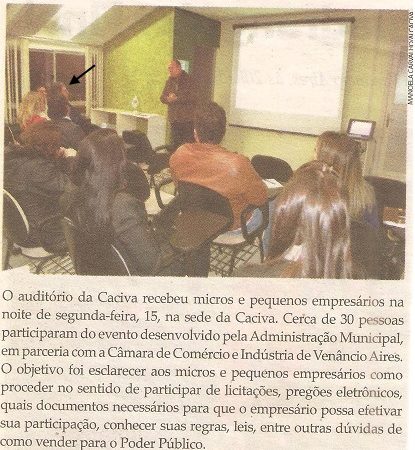 MANOELA CARVALHO/CACIVA
O auditório da Caciva recebeu micros e pequenos empresários na
noite de segunda-feira, 15, na sede da Caciva. Cerca de 30 pessoas
participaram do evento desenvolvido pela Administração Municipal,
em parceria com a Câmara de Comércio e Indústria de Venâncio Aires.
O objetivo foi esclarecer aos micros e pequenos empresários como
proceder no sentido de participar de licitações, pregões eletrônicos,
quais documentos necessários para que o empresário possa efetivar
sua participação, conhecer suas regras, leis, entre outras dúvidas de
como vender para o Poder Público.